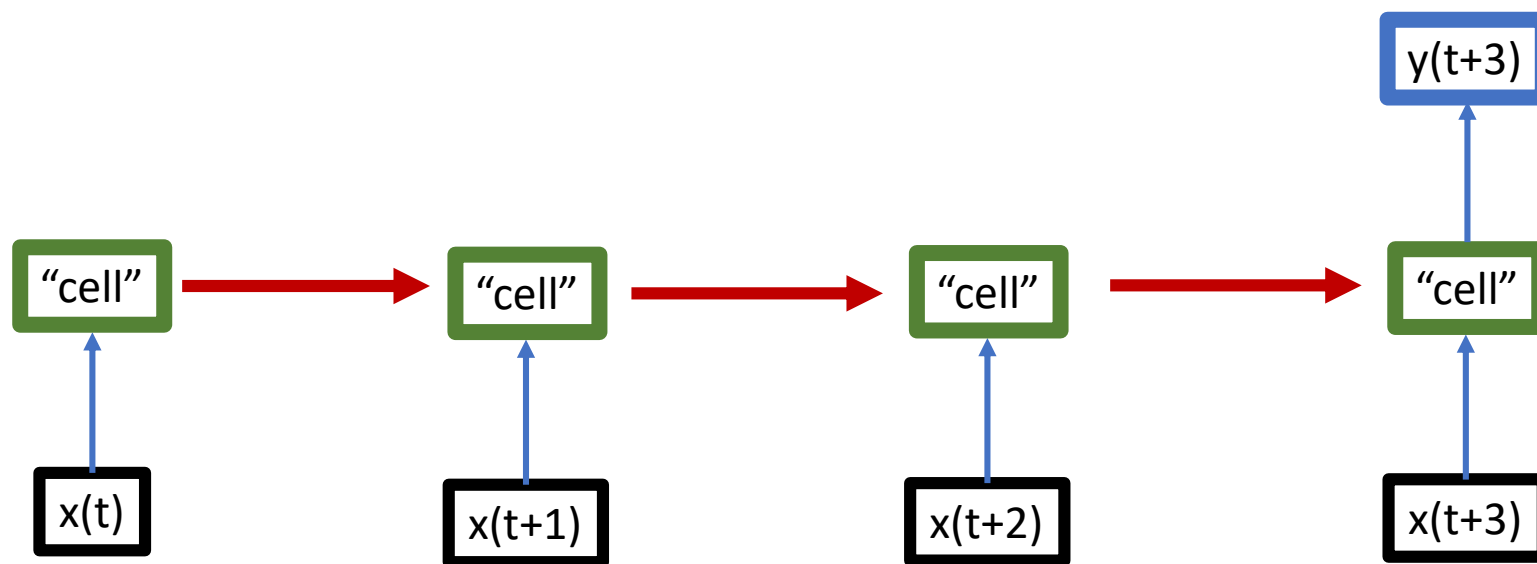 y(t+3)
“cell”
“cell”
“cell”
“cell”
x(t)
x(t+1)
x(t+2)
x(t+3)